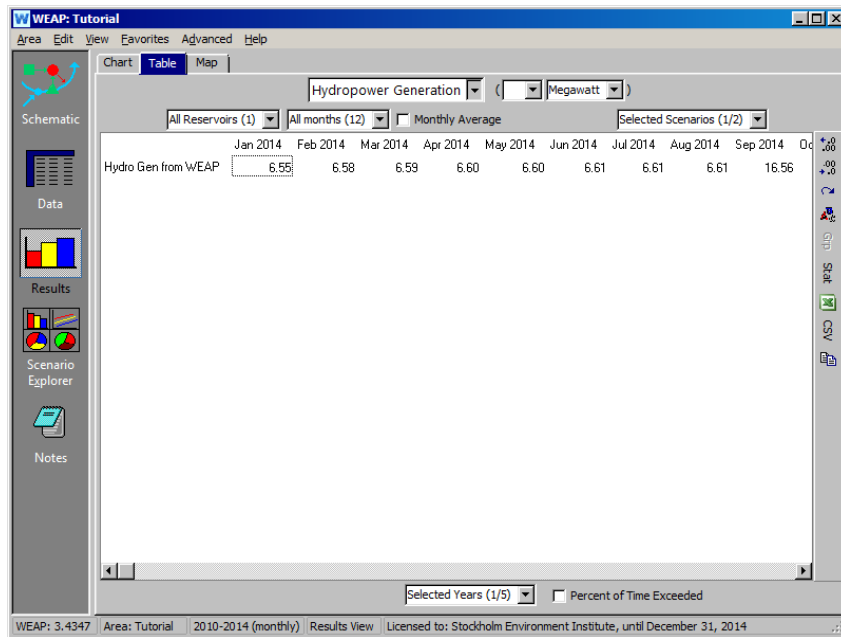 WEAP: Tutorial
Area Edit View Favorites Advanced Help
Chart Table Map
Hydropower Generation ( Megawatt )
All Reservoirs (1) All months (12) Monthly Average Selected Scenarios (1/2)
Jan 2014 Feb 2014 Mar 2014 Apr 2014 May 2014 Jun 2014 Jul 2014 Aug 2014 Sep 2014 Oc
Hydro Gen from WEAP 6.55 6.58 6.59 6.60 6.60 6.61 6.61 6.61 16.56
Schematic
Data
Results
Scenario
Explorer
Notes
Grp
Stat
CSV
Selected Years (1/5) Percent of Time Exceeded
WEAP: 3.4347 Area: Tutorial 2010-2014 (monthly) Results View Licensed to: Stockholm Environment Institute, until December 31, 2014